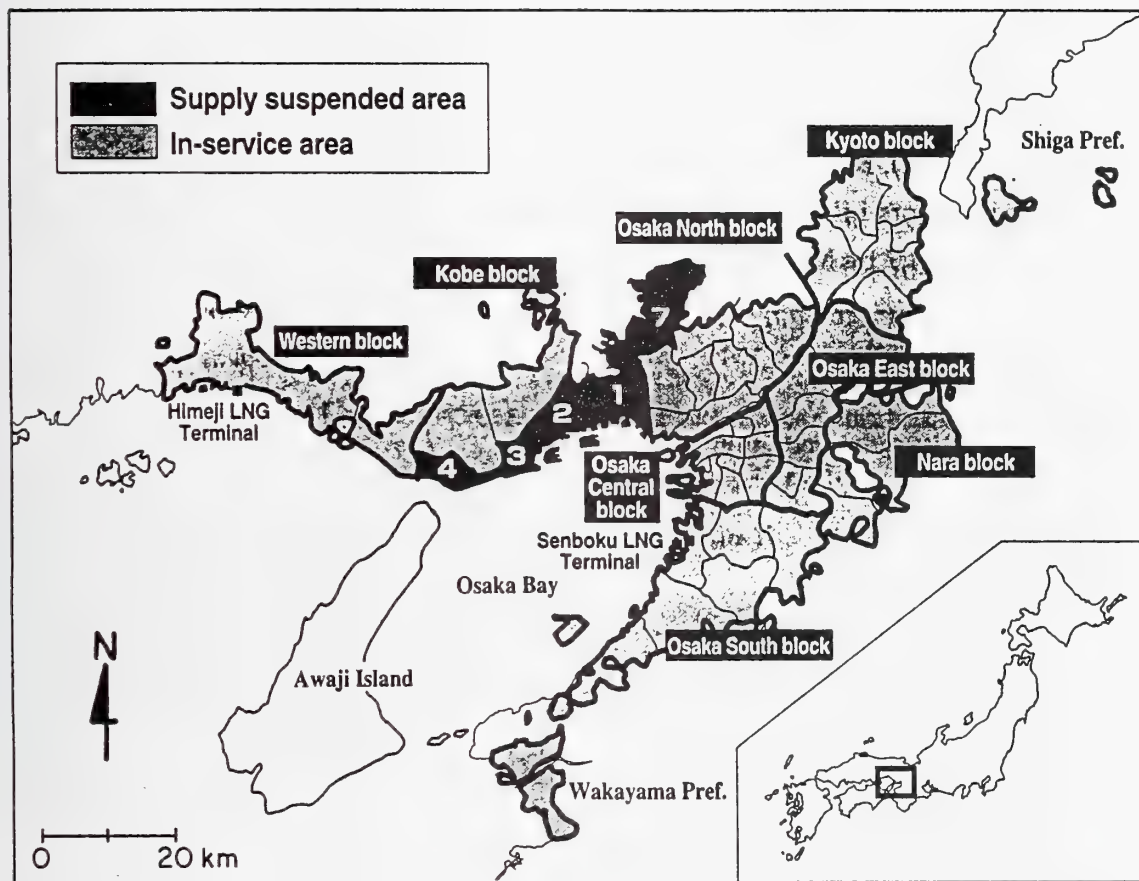 Supply suspended area
In-service area
Kyoto block
Shiga Pref.
Osaka North block
Kobe block
7
Western block
Osaka East block
1
2
Himeji LNG
Terminal
3
4
Osaka
Central
block
Nara block
Senboku LNG
Terminal
Osaka Bay
Osaka South block
N
Awaji Island
Wakayama Pref.
0
20 km